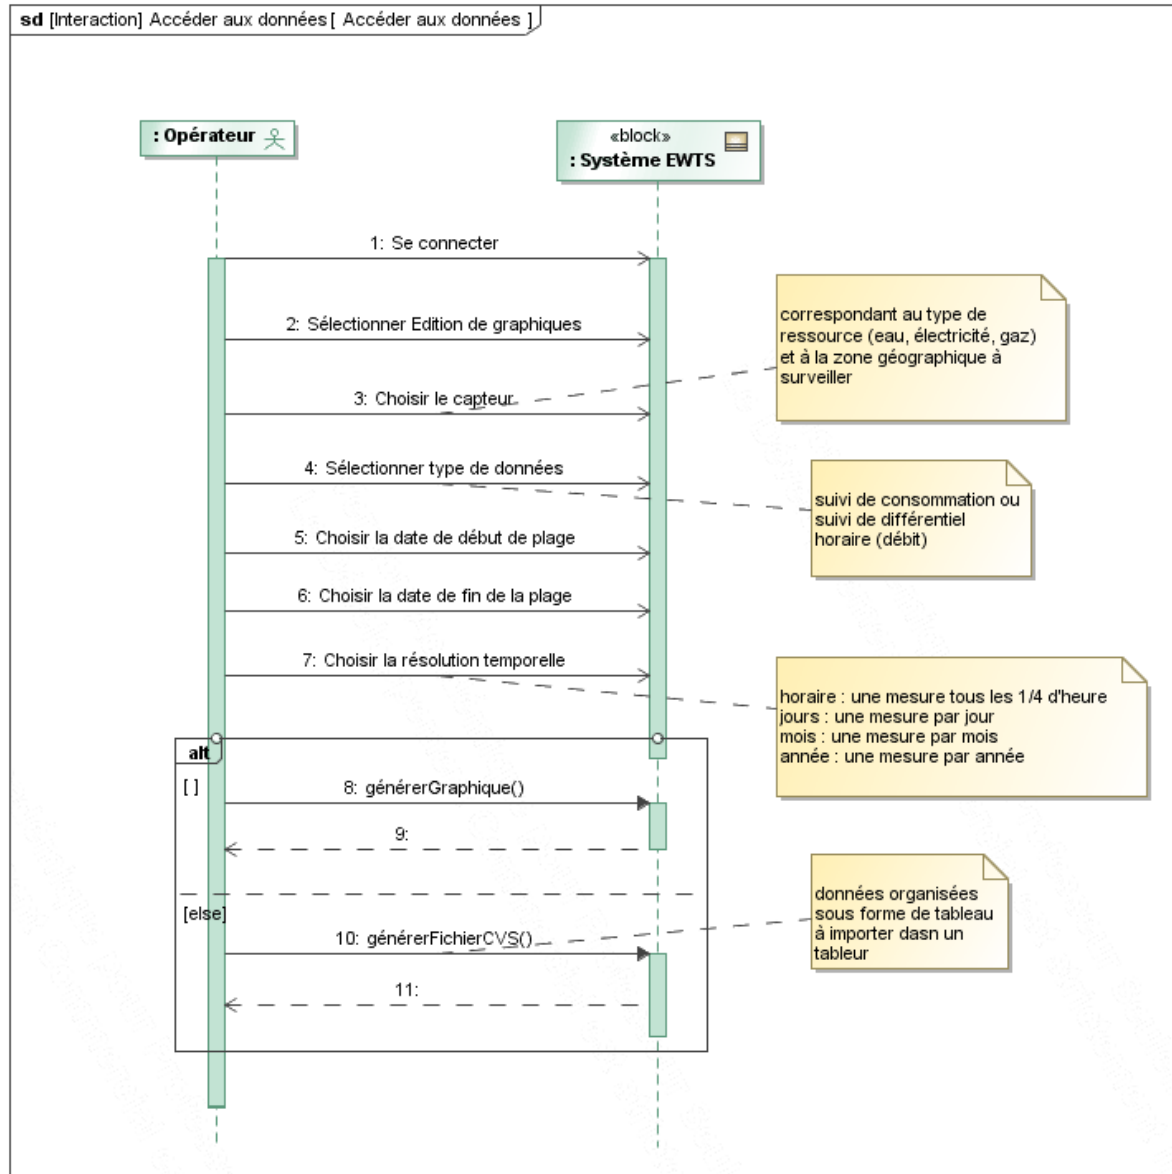 sd [Interaction] Accéder aux données [ Accéder aux données ]
: Opérateur
«block»
: Système EWTS
1: Se connecter
2: Sélectionner Edition de graphiques
correspondant au type de
ressource (eau, électricité, gaz)
et à la zone géographique à
surveiller
3: Choisir le capteur
4: Sélectionner type de données
suivi de consommation ou
suivi de différentiel
horaire (débit)
5: Choisir la date de début de plage
6: Choisir la date de fin de la plage
7: Choisir la résolution temporelle
horaire : une mesure tous les 1/4 d'heure
jours : une mesure par jour
mois : une mesure par mois
année : une mesure par année
alt
[ ]
8: générerGraphique()
9:
[else]
données organisées
sous forme de tableau
à importer dasn un
tableur
10: générerFichierCVS()
11: